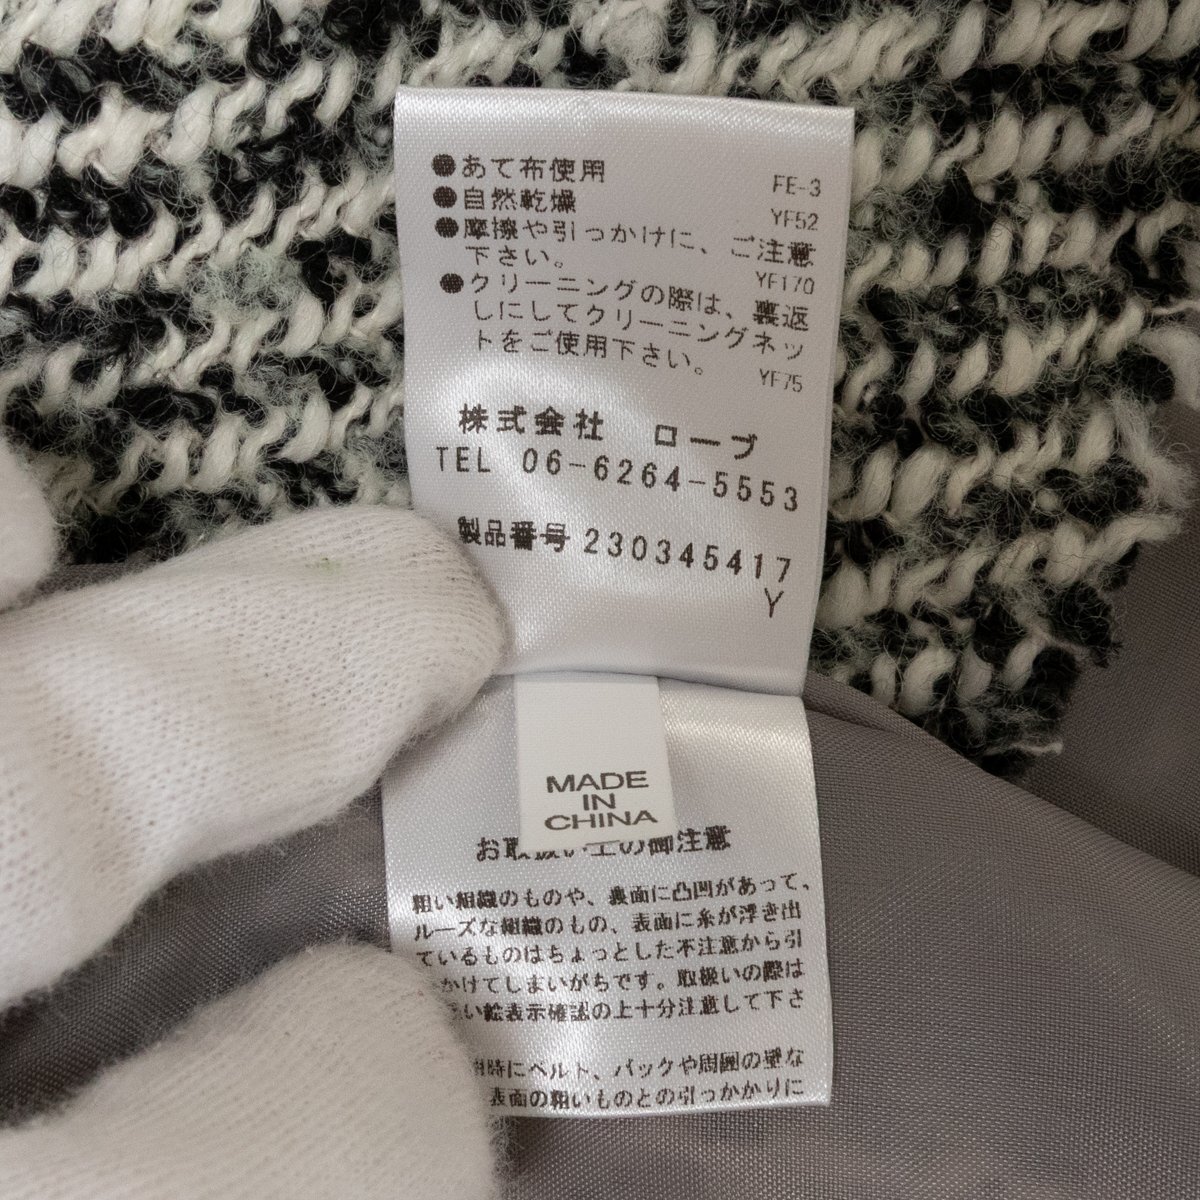 ●あて布使用 FE-3
●自然乾燥 YF52
●摩擦や引っかけに、ご注意
下さい。 YF170
●クリーニングの際は、裏返
しにしてクリーニングネッ
トをご使用下さい。 YF75
株式会社 ローブ
TEL 06-6264-5553
製品番号 230345417
Y
MADE
IN
CHINA
お取扱い上の御注意
粗い組織のものや、表面に凸凹があって、
ルーズな組織のもの、表面に糸が浮き出
ているものはちょっとした不注意から引
かけてしまいがちです。取扱いの際は
い絵表示確認の上十分注意して下さ
時にベルト、バックや周囲の壁な
表面の粗いものとの引っかかりに